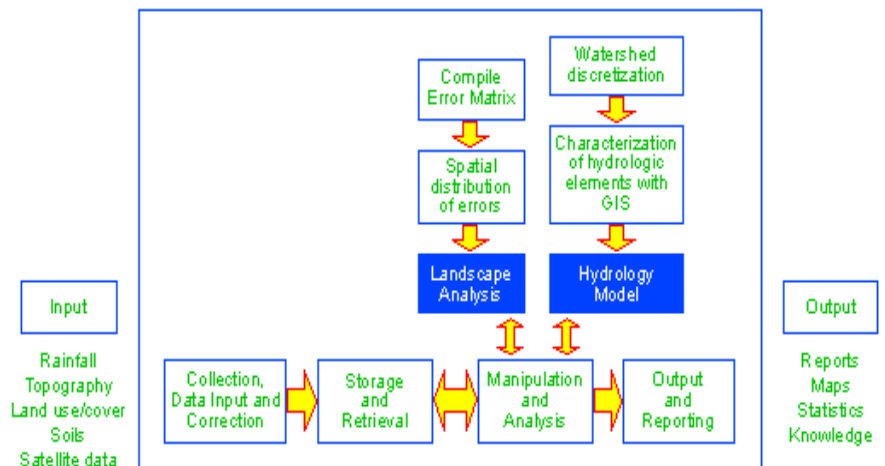 Compile
Error Matrix
Watershed
discretization
Spatial
distribution
of errors
Characterization
of hydrologic
elements with
GIS
Landscape
Analysis
Hydrology
Model
Input
Rainfall
Topography
Land use/cover
Soils
Satellite data
Collection,
Data Input and
Correction
Storage
and
Retrieval
Manipulation
and
Analysis
Output
and
Reporting
Output
Reports
Maps
Statistics
Knowledge